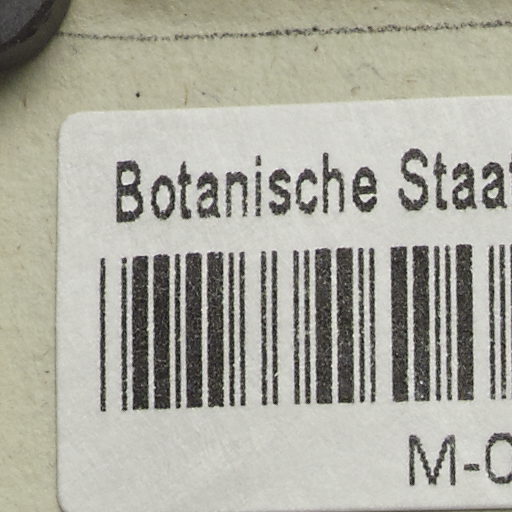 Botanische Staat
M-